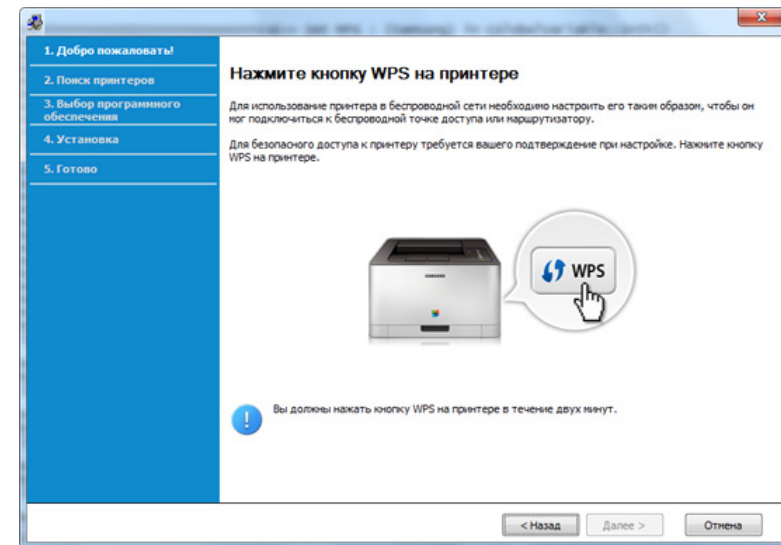 1. Добро пожаловать!
2. Поиск принтеров
3. Выбор программного
обеспечения
4. Установка
5. Готово
Нажмите кнопку WPS на принтере
Для использование принтера в беспроводной сети необходимо настроить его таким образом, чтобы он
мог подключиться к беспроводной точке доступа или маршрутизатору.
Для безопасного доступа к принтеру требуется вашего подтверждение при настройке. Нажмите кнопку
WPS на принтере.
SAMSUNG
WPS
Вы должны нажать кнопку WPS на принтере в течение двух минут.
< Назад
Далее >
Отмена